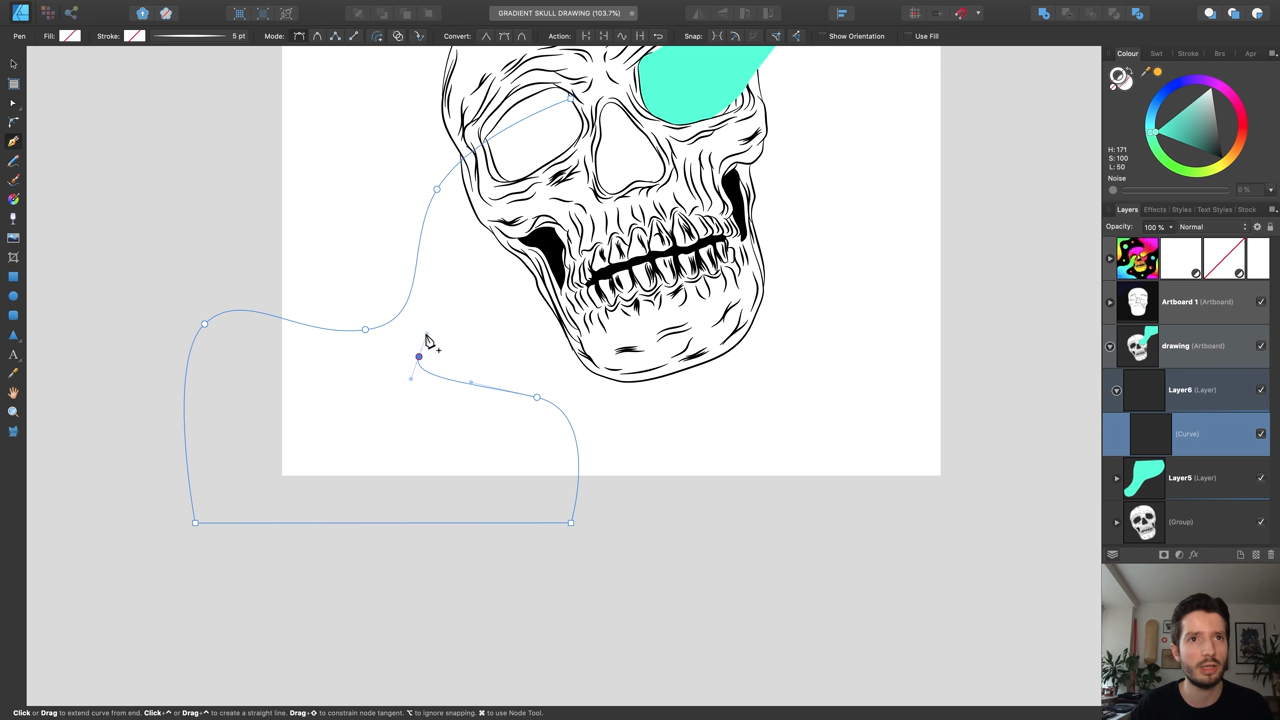 GRADIENT SKULL DRAWING (103.7%)
Pen Fill: Stroke: 5 pt Mode: Convert: Action: Snap: Show Orientation Use Fill
Colour Swt Stroke Brs Apr
H: 171
S: 100
L: 50
Noise
0 %
Layers Effects Styles Text Styles Stock
Opacity: 100 % Normal
Artboard 1 (Artboard)
drawing (Artboard)
Layer6 (Layer)
(Curve)
Layer5 (Layer)
(Group)
Click or Drag to extend curve from end. Click+⌃ or Drag+⌃ to create a straight line. Drag+⇧ to constrain node tangent. ⌥ to ignore snapping. ⌘ to use Node Tool.